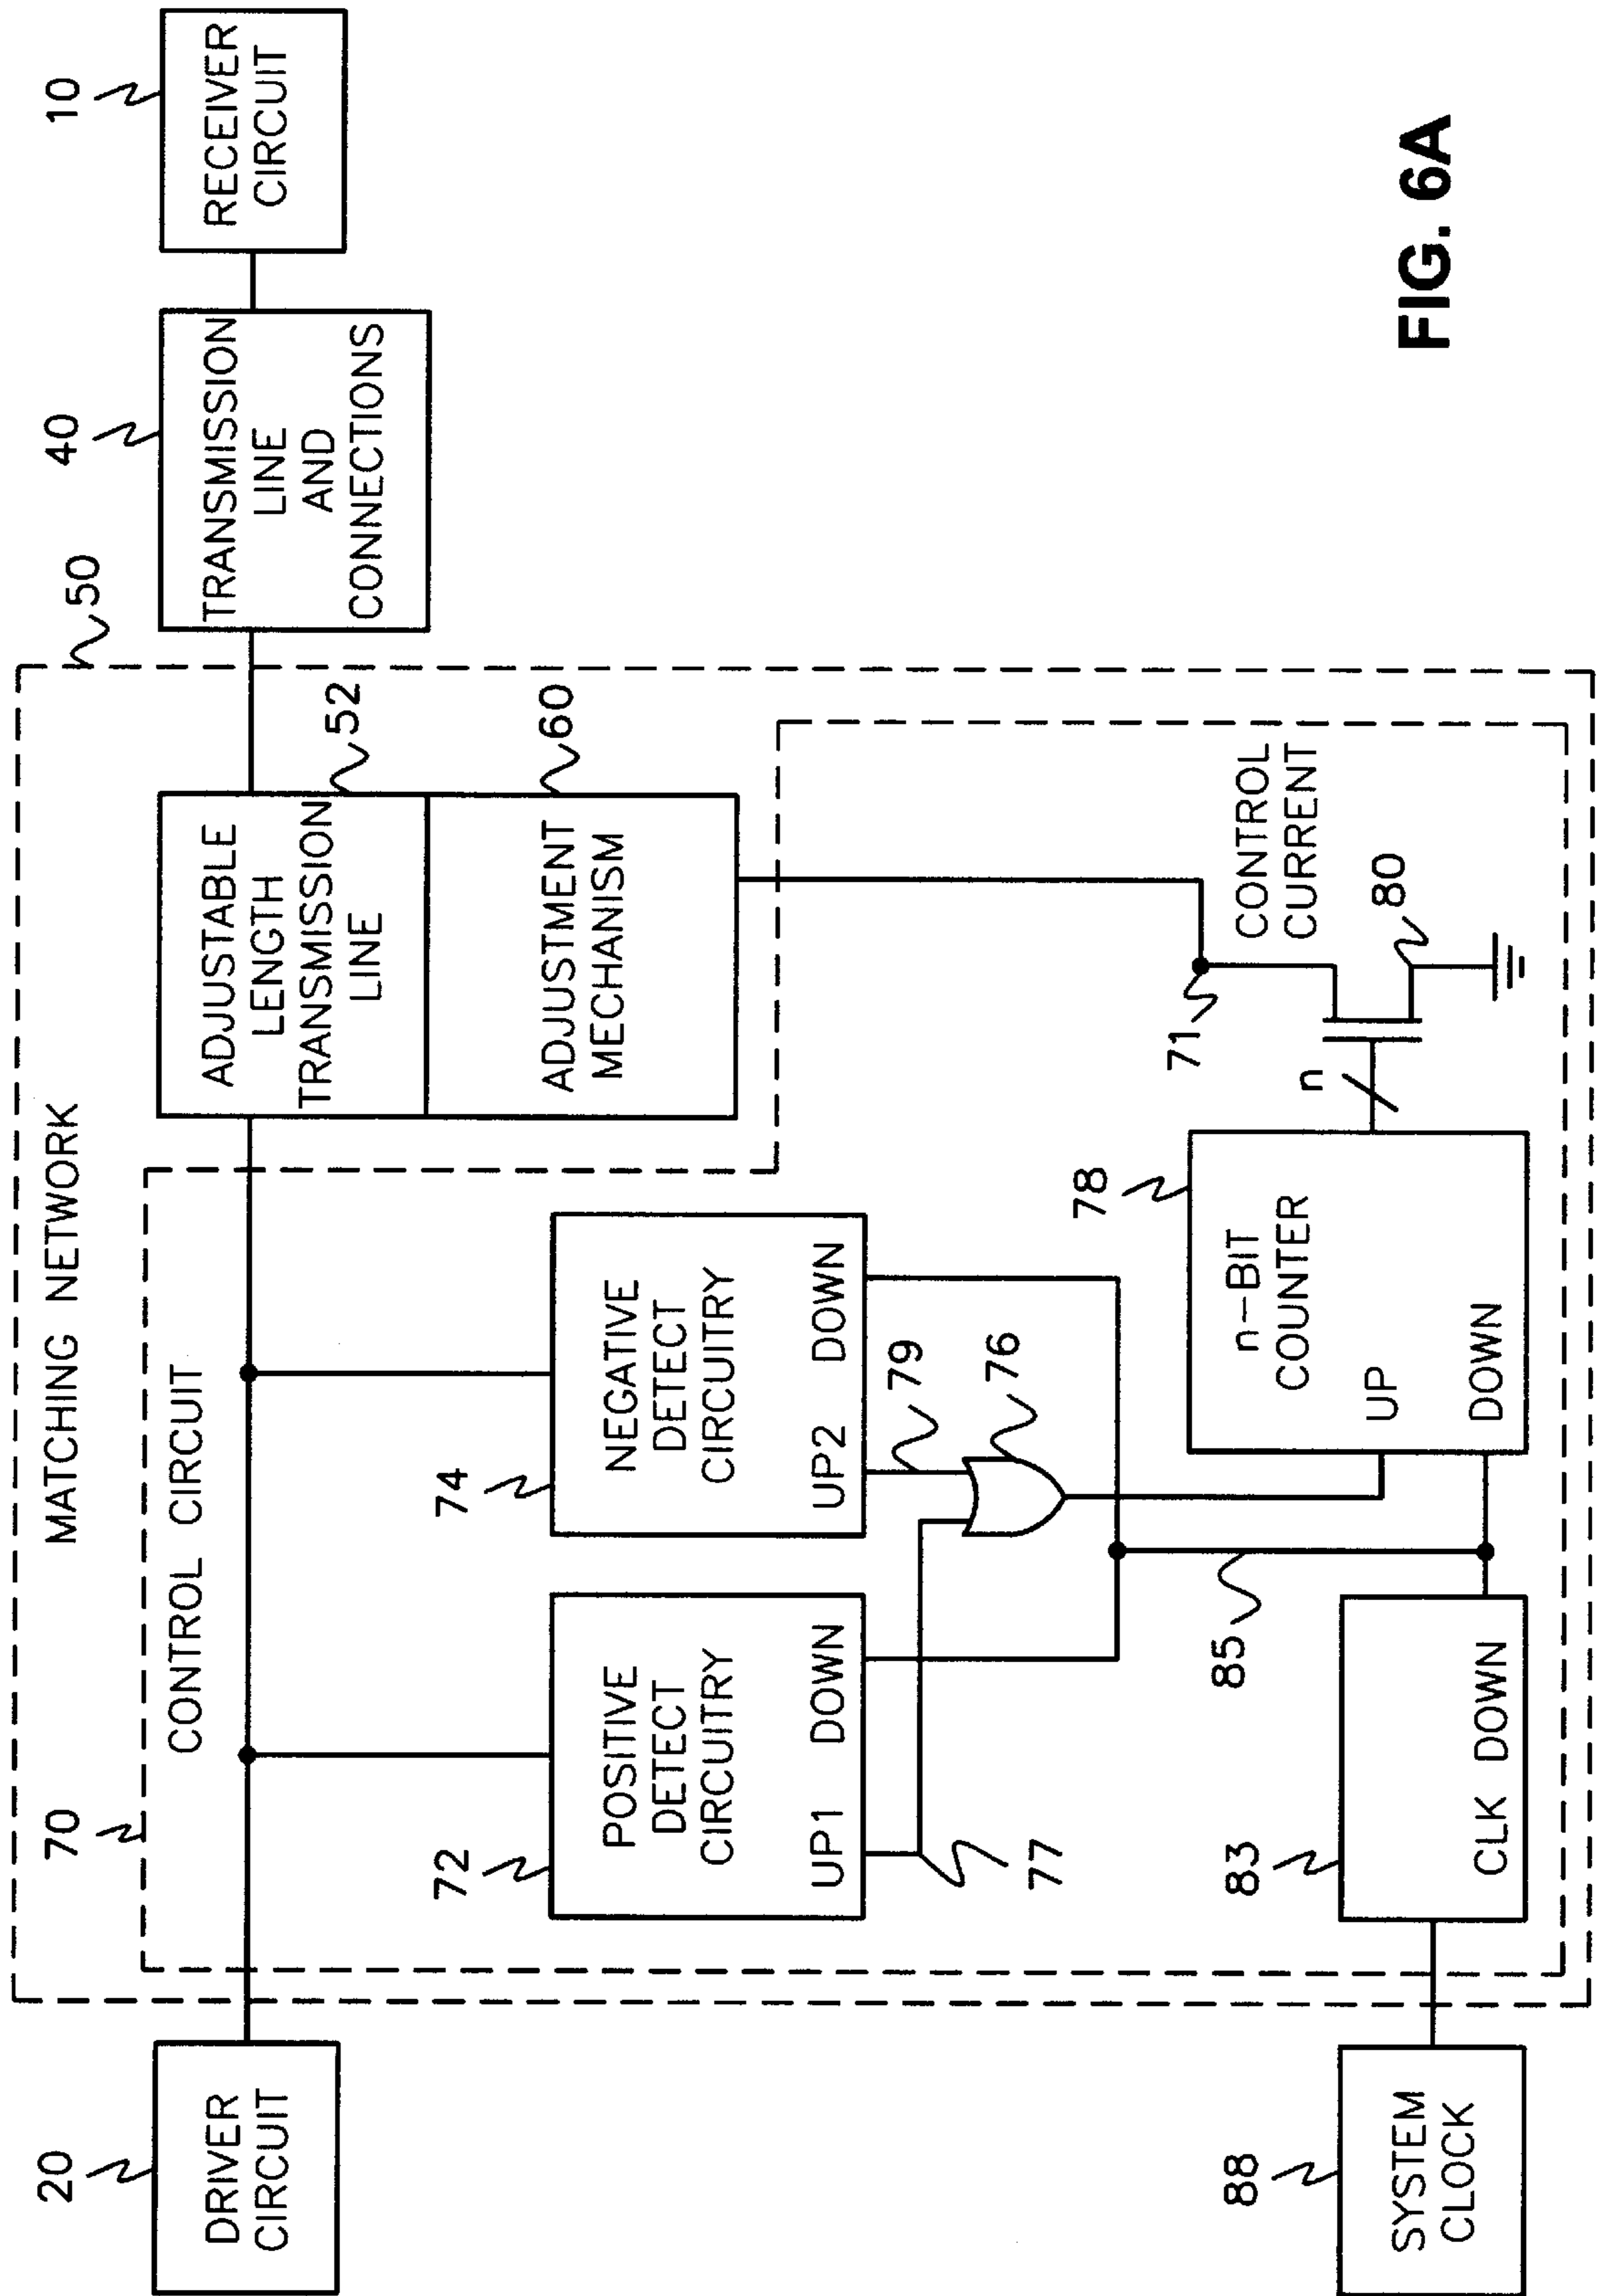 MATCHING NETWORK
50
20
DRIVER
CIRCUIT
70
CONTROL CIRCUIT
ADJUSTABLE
LENGTH
TRANSMISSION
LINE
52
ADJUSTMENT
MECHANISM
60
40
TRANSMISSION
LINE
AND
CONNECTIONS
10
RECEIVER
CIRCUIT
72
POSITIVE
DETECT
CIRCUITRY
UP1 DOWN
74
NEGATIVE
DETECT
CIRCUITRY
UP2 DOWN
77
79
76
85
78
n-BIT
COUNTER
UP
DOWN
n
71
CONTROL
CURRENT
80
83
CLK DOWN
88
SYSTEM
CLOCK
FIG. 6A